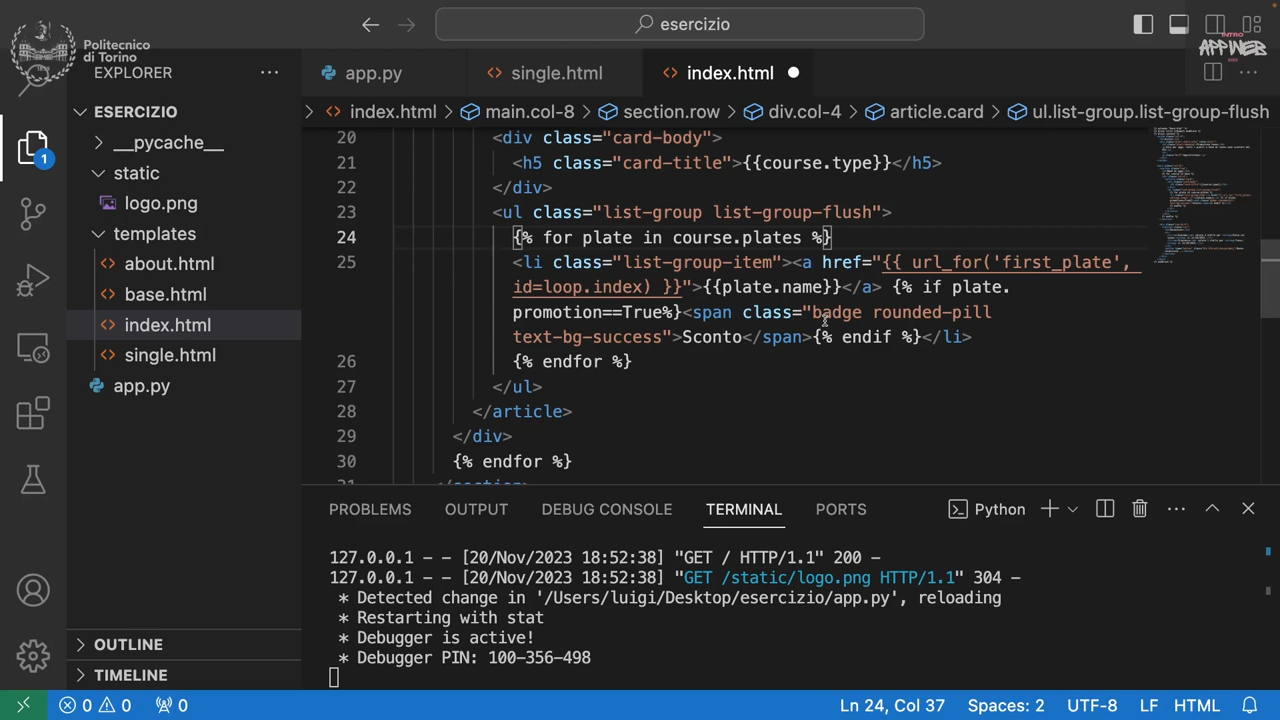 esercizio
Politecnico
di Torino
INTRO
APPWEB
EXPLORER
app.py
single.html
index.html
ESERCIZIO
index.html
main.col-8
section.row
div.col-4
article.card
ul.list-group.list-group-flush
__pycache__
static
logo.png
templates
about.html
base.html
index.html
single.html
app.py
1
20 <div class="card-body">
21 <h5 class="card-title">{{course.type}}</h5>
22 </div>
23 <ul class="list-group list-group-flush">
24 {% for plate in course.plates %}
25 <li class="list-group-item"><a href="{{ url_for('first_plate',
id=loop.index) }}">{{plate.name}}</a> {% if plate.
promotion==True%}<span class="badge rounded-pill
text-bg-success">Sconto</span>{% endif %}</li>
26 {% endfor %}
27 </ul>
28 </article>
29 </div>
30 {% endfor %}
PROBLEMS
OUTPUT
DEBUG CONSOLE
TERMINAL
PORTS
Python
127.0.0.1 - - [20/Nov/2023 18:52:38] "GET / HTTP/1.1" 200 -
127.0.0.1 - - [20/Nov/2023 18:52:38] "GET /static/logo.png HTTP/1.1" 304 -
* Detected change in '/Users/luigi/Desktop/esercizio/app.py', reloading
* Restarting with stat
* Debugger is active!
* Debugger PIN: 100-356-498
OUTLINE
TIMELINE
0 0 0
Ln 24, Col 37
Spaces: 2
UTF-8
LF
HTML